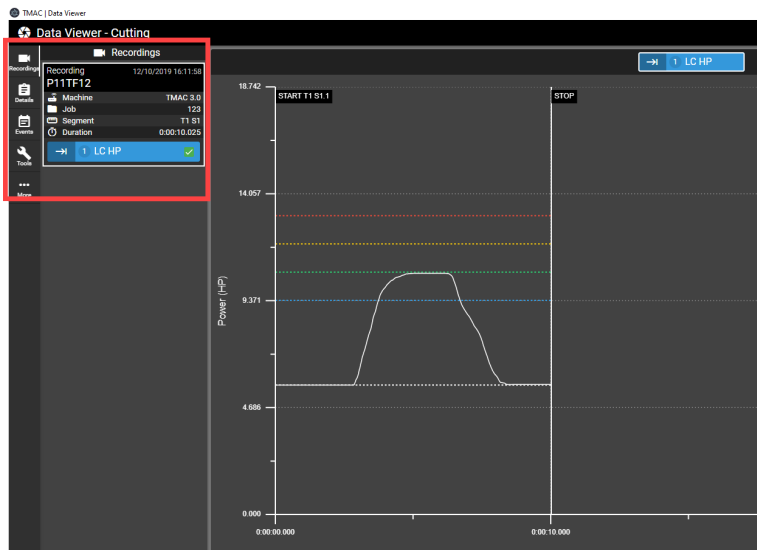 TMAC | Data Viewer
Data Viewer - Cutting
Recordings
Details
Events
Tools
More
Recordings
Recording 12/10/2019 16:11:58
P11TF12
Machine TMAC 3.0
Job 123
Segment T1 S1
Duration 0:00:10.025
1 LC HP
1 LC HP
START T1 S1.1
STOP
Power (HP)
18.742
14.057
9.371
4.686
0.000
0:00:00.000
0:00:10.000